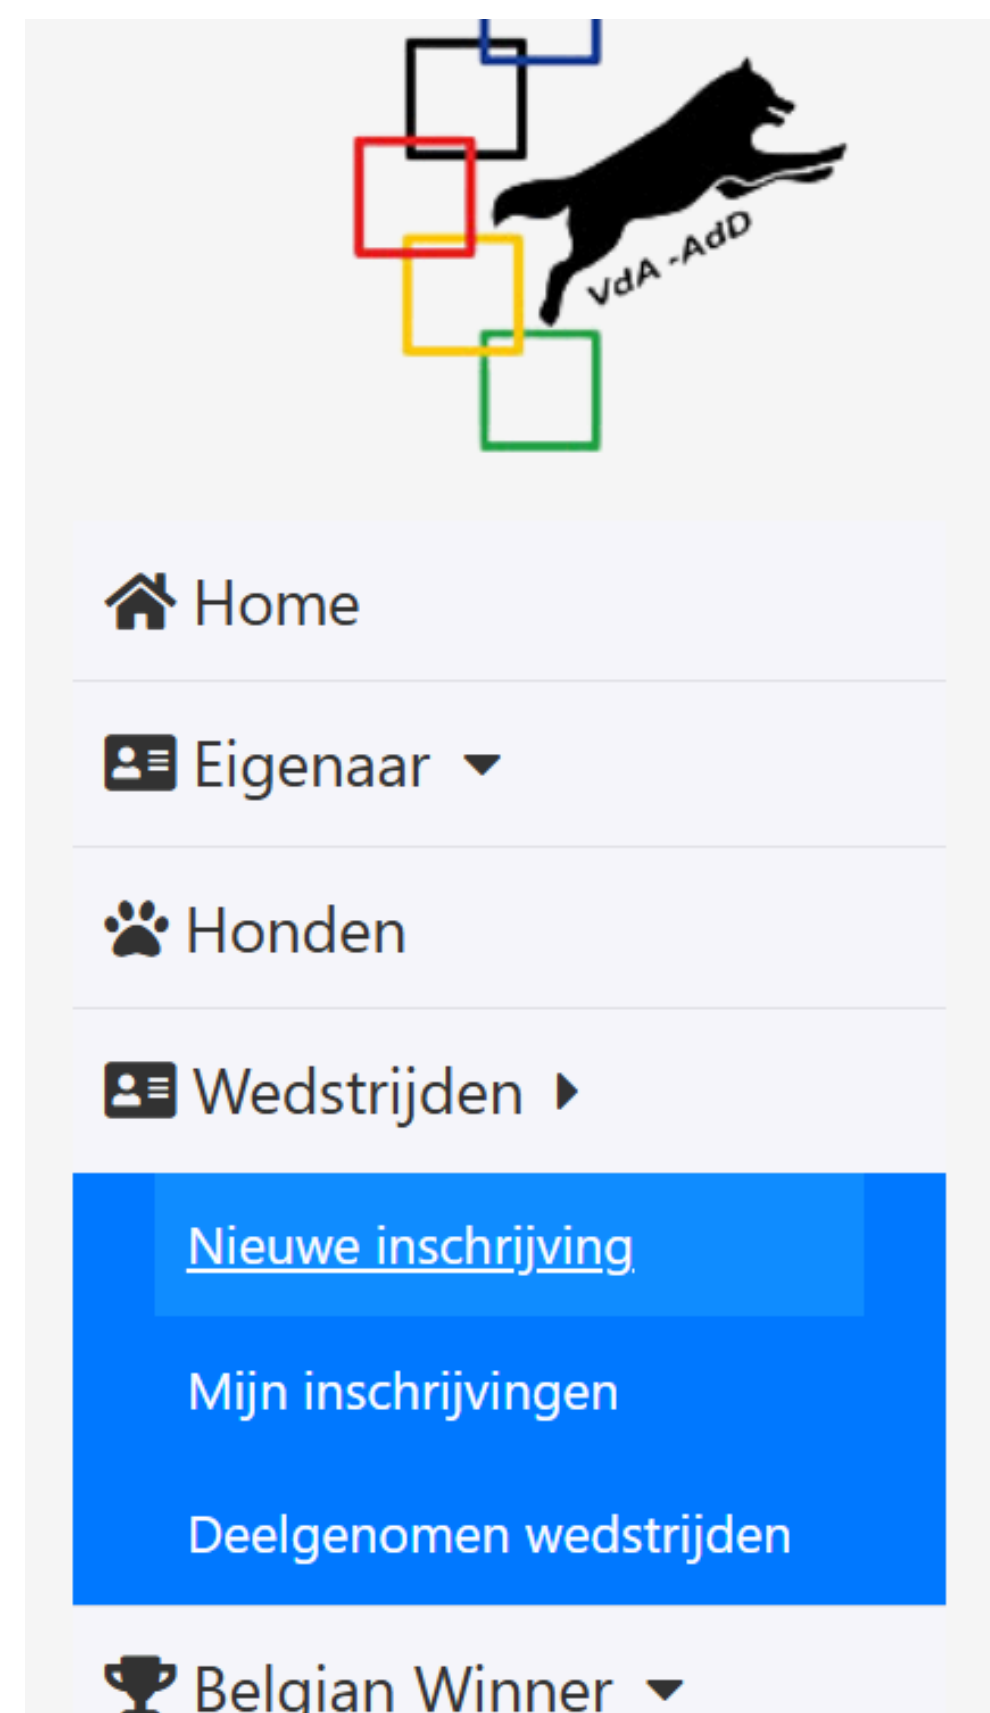 VdA -AdD
Home
Eigenaar
Honden
Wedstrijden
Nieuwe inschrijving
Mijn inschrijvingen
Deelgenomen wedstrijden
Belgian Winner